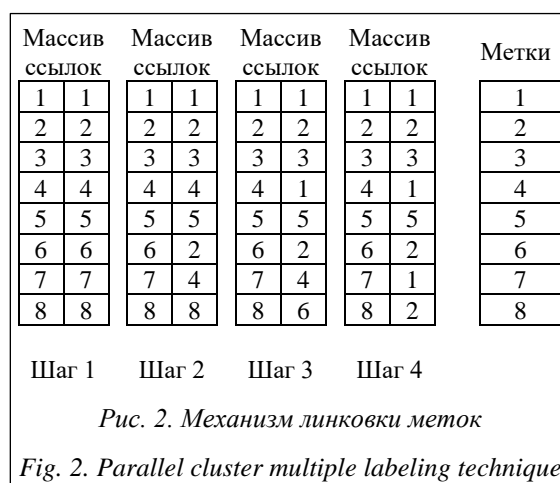 Массив Массив Массив Массив Метки
ссылок ссылок ссылок ссылок
1 1 1 1 1 1 1 1 1
2 2 2 2 2 2 2 2 2
3 3 3 3 3 3 3 3 3
4 4 4 4 4 1 4 1 4
5 5 5 5 5 5 5 5 5
6 6 6 2 6 2 6 2 6
7 7 7 4 7 4 7 1 7
8 8 8 8 8 6 8 2 8
Шаг 1 Шаг 2 Шаг 3 Шаг 4
Рис. 2. Механизм линковки меток
Fig. 2. Parallel cluster multiple labeling technique